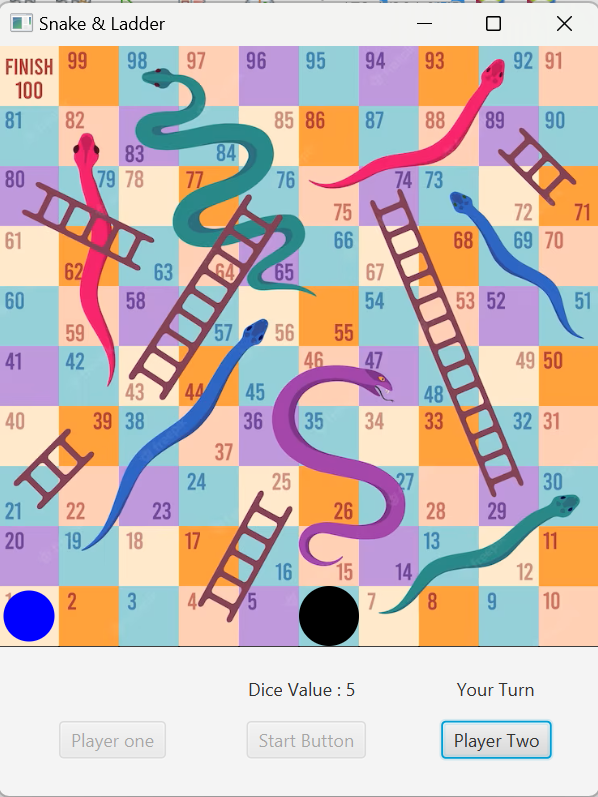 Snake & Ladder
FINISH 99 98 97 96 95 94 93 92 91
100
81 82 83 84 85 86 87 88 89 90
80 79 78 77 76 75 74 73 72 71
61 62 63 64 65 66 67 68 69 70
60 59 58 57 56 55 54 53 52 51
41 42 43 44 45 46 47 48 49 50
40 39 38 37 36 35 34 33 32 31
21 22 23 24 25 26 27 28 29 30
20 19 18 17 16 15 14 13 12 11
2 3 4 5 7 8 9 10
Dice Value : 5 Your Turn
Player one Start Button Player Two